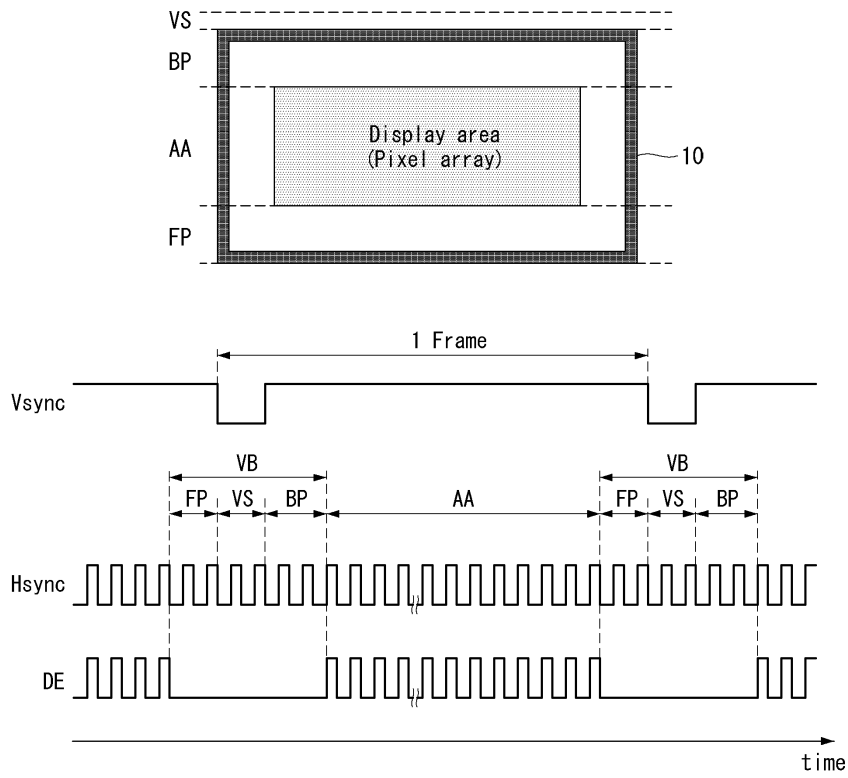 VS
BP
AA
FP
Display area
(Pixel array)
10
1 Frame
Vsync
VB
VB
FP
VS
BP
AA
FP
VS
BP
Hsync
DE
time